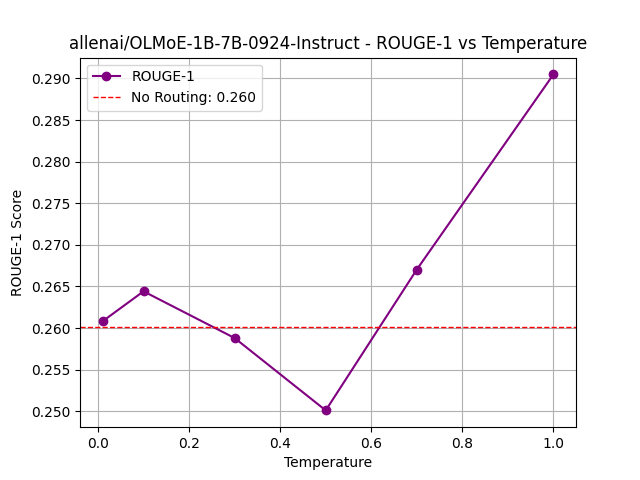 allenai/OLMoE-1B-7B-0924-Instruct - ROUGE-1 vs Temperature
ROUGE-1
No Routing: 0.260
ROUGE-1 Score
0.290
0.285
0.280
0.275
0.270
0.265
0.260
0.255
0.250
0.0 0.2 0.4 0.6 0.8 1.0
Temperature